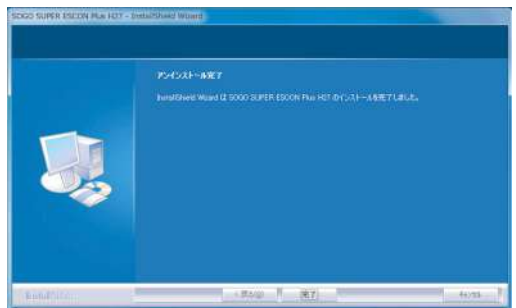 SOGO SUPER ESCON Plus H27 - InstallShield Wizard
アンインストール完了
InstallShield Wizard は SOGO SUPER ESCON Plus H27 のインストールを完了しました。
InstallShield
< 戻る(B) 完了 キャンセル